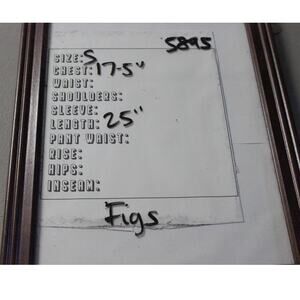 5895
SIZE: S
CHEST: 17-5"
WAIST:
SHOULDERS:
SLEEVE:
LENGTH: 25"
PANT WAIST:
RISE:
HIPS:
INSEAM:
Figs